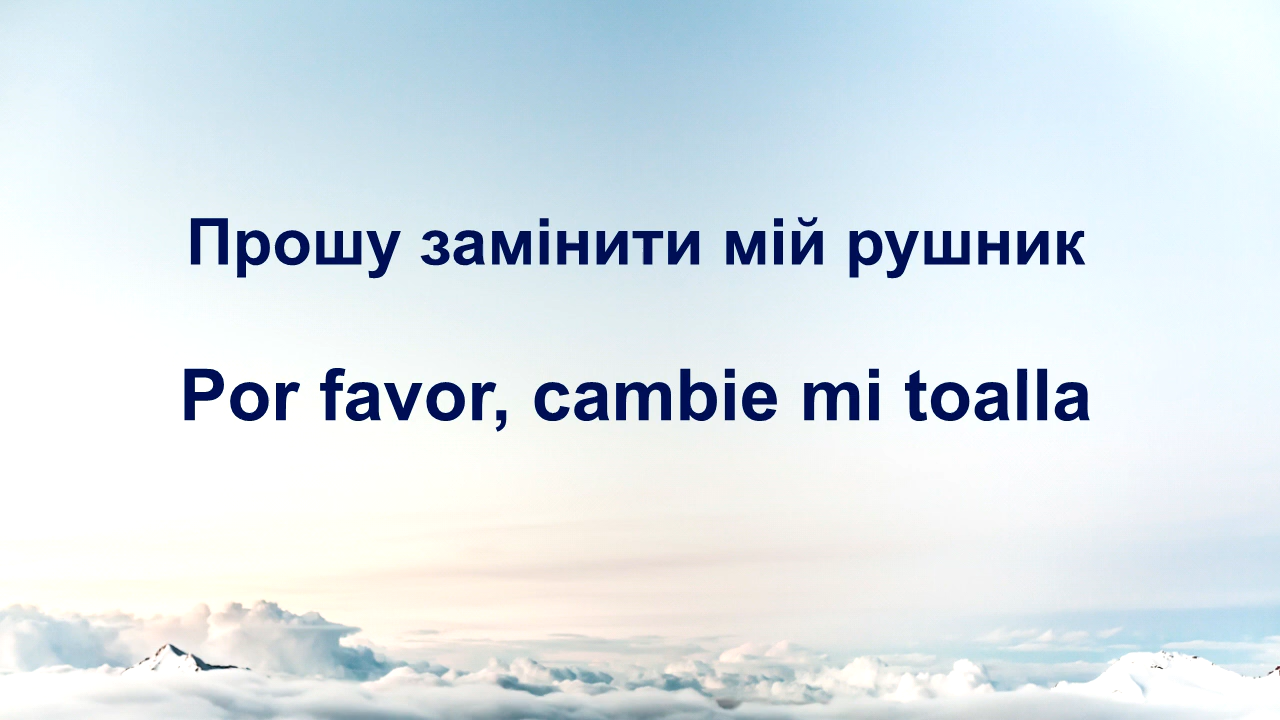 Прошу замінити мій рушник
Por favor, cambie mi toalla